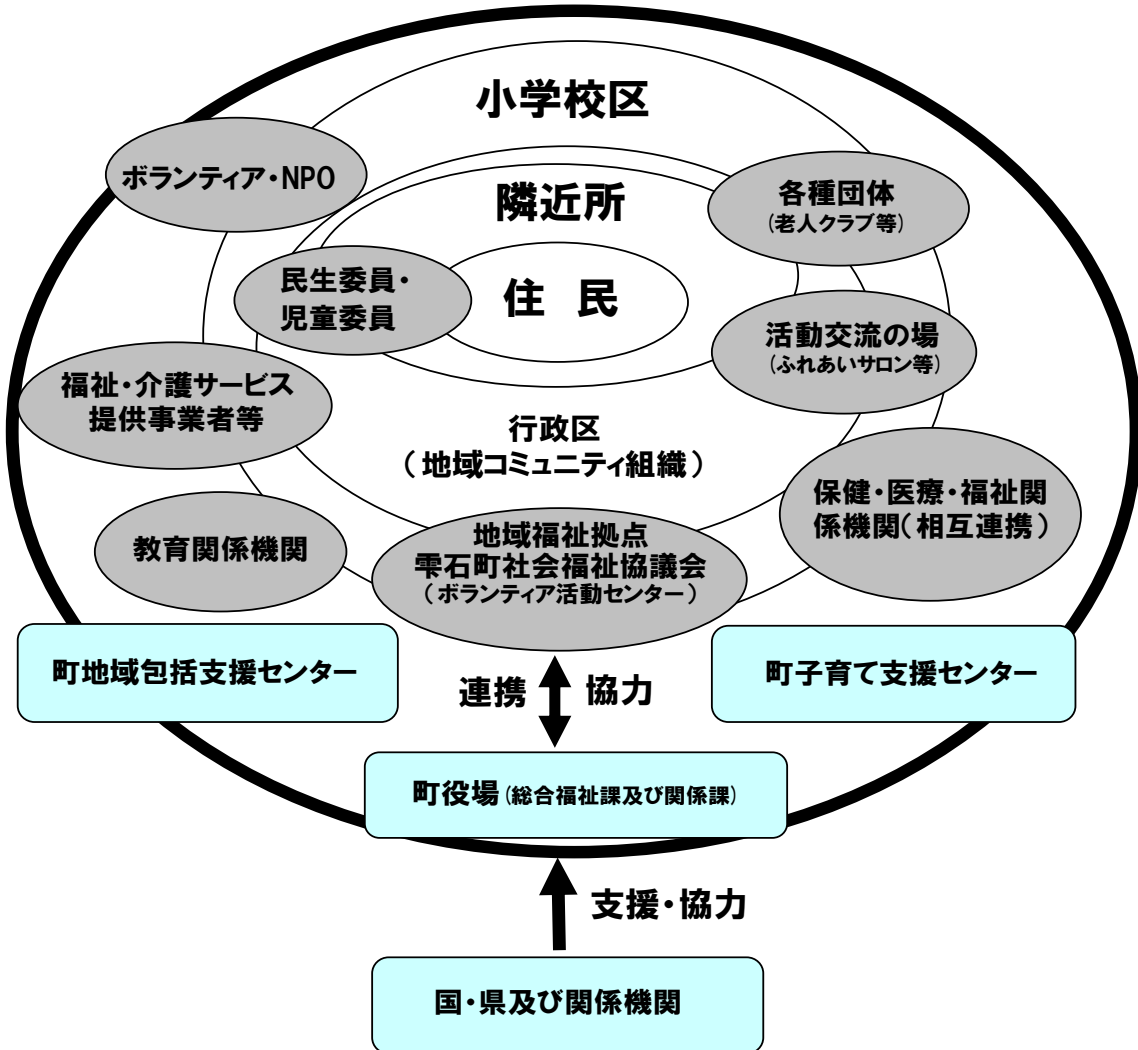 小学校区
ボランティア・NPO
各種団体
(老人クラブ等)
隣近所
民生委員・
児童委員
住 民
活動交流の場
(ふれあいサロン等)
福祉・介護サービス
提供事業者等
行政区
(地域コミュニティ組織)
保健・医療・福祉関
係機関(相互連携)
教育関係機関
地域福祉拠点
雫石町社会福祉協議会
(ボランティア活動センター)
町地域包括支援センター
町子育て支援センター
連携 協力
町役場(総合福祉課及び関係課)
支援・協力
国・県及び関係機関